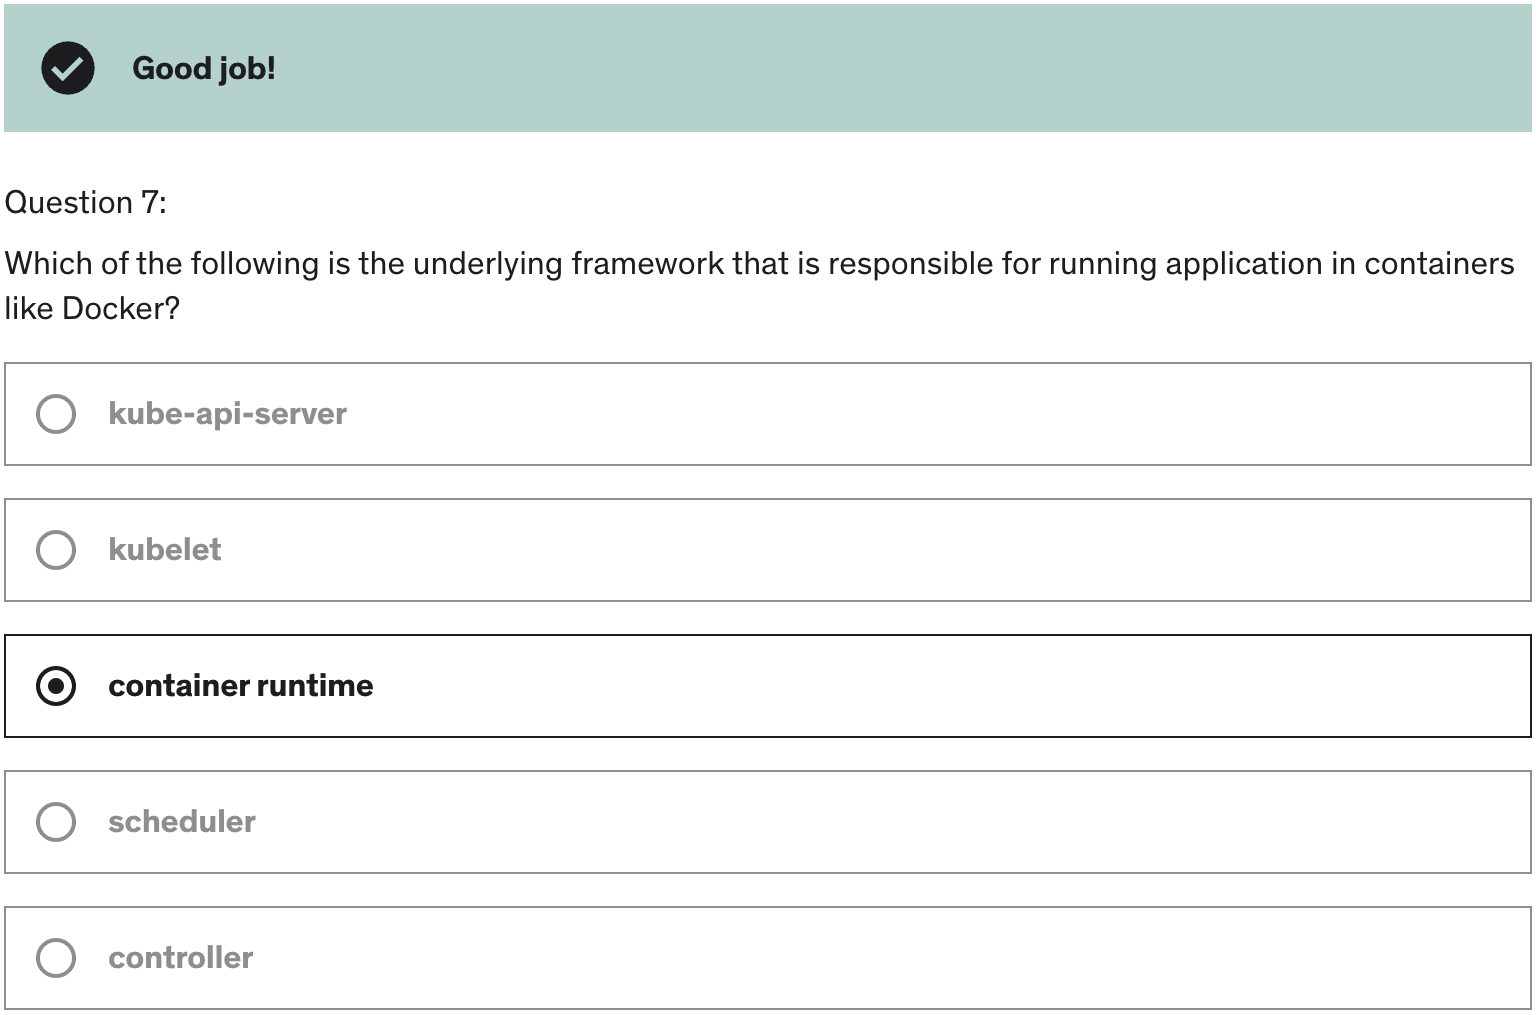 Good job!
Question 7:
Which of the following is the underlying framework that is responsible for running application in containers
like Docker?
kube-api-server
kubelet
container runtime
scheduler
controller